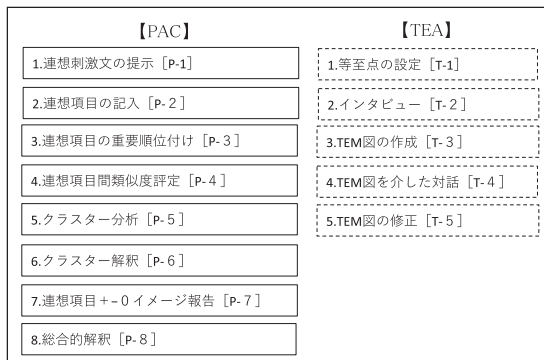 【PAC】
1.連想刺激文の提示［P-1］
2.連想項目の記入［P-２］
3.連想項目の重要順位付け［P-３］
4.連想項目間類似度評定［P-４］
5.クラスター分析［P-５］
6.クラスター解釈［P-６］
7.連想項目＋−０イメージ報告［P-７］
8.総合的解釈［P-８］
【TEA】
1.等至点の設定［T-1］
2.インタビュー［T-２］
3.TEM図の作成［T-３］
4.TEM図を介した対話［T-４］
5.TEM図の修正［T-５］